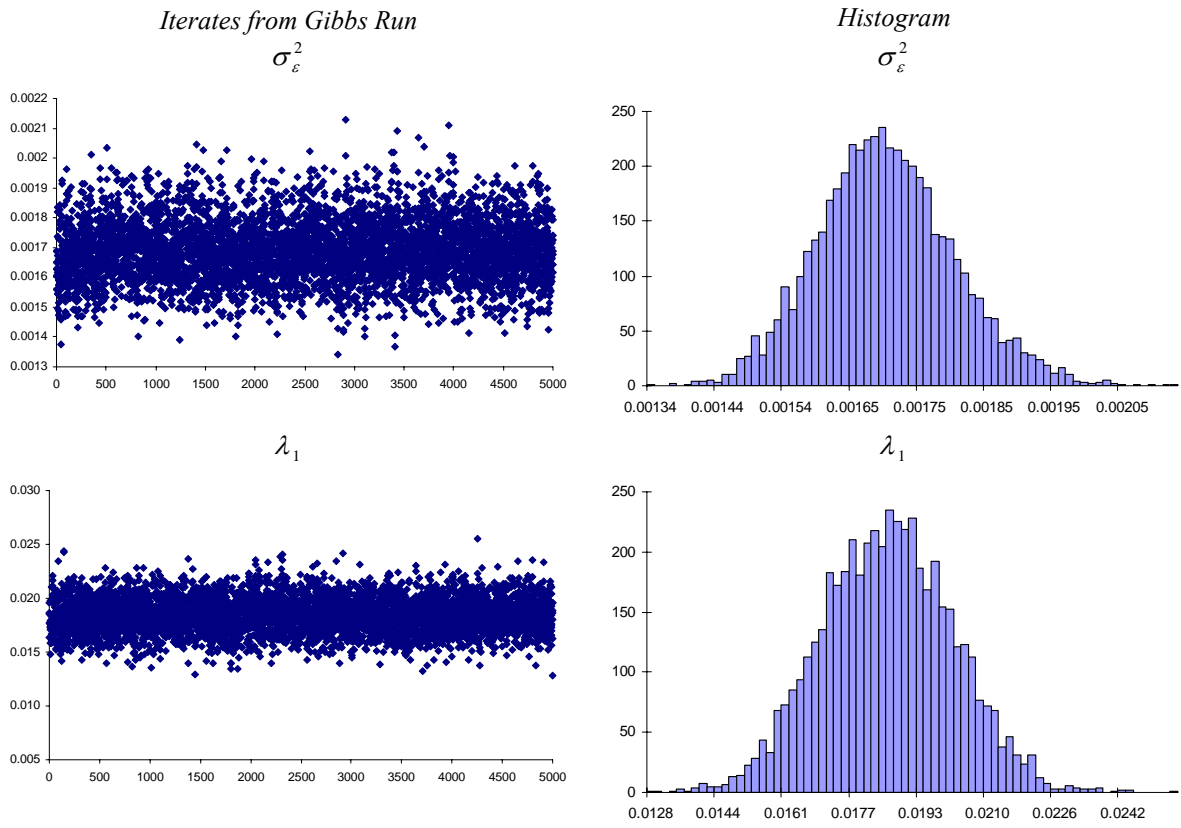 Iterates from Gibbs Run
σ²_ε
0.0022
0.0021
0.002
0.0019
0.0018
0.0017
0.0016
0.0015
0.0014
0.0013
0 500 1000 1500 2000 2500 3000 3500 4000 4500 5000
Histogram
σ²_ε
250
200
150
100
50
0
0.00134 0.00144 0.00154 0.00165 0.00175 0.00185 0.00195 0.00205
λ₁
0.030
0.025
0.020
0.015
0.010
0.005
0 500 1000 1500 2000 2500 3000 3500 4000 4500 5000
λ₁
250
200
150
100
50
0
0.0128 0.0144 0.0161 0.0177 0.0193 0.0210 0.0226 0.0242